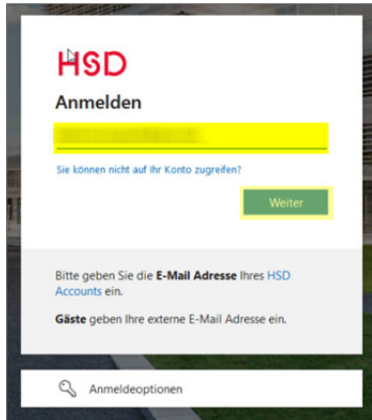 HSD
Anmelden
Sie können nicht auf Ihr Konto zugreifen?
Weiter
Bitte geben Sie die E-Mail Adresse Ihres HSD
Accounts ein.
Gäste geben Ihre externe E-Mail Adresse ein.
Anmeldeoptionen